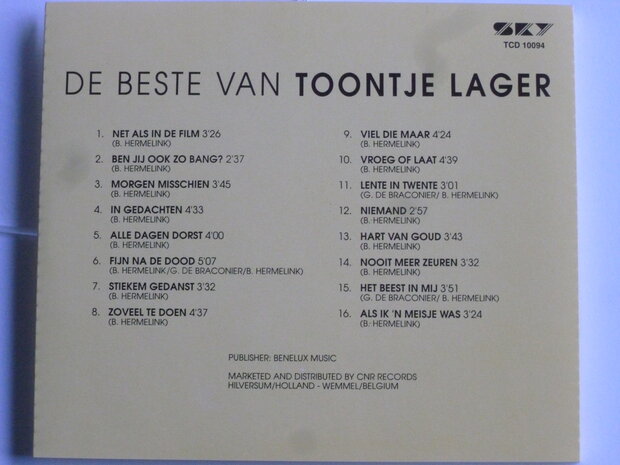 SKY
TCD 10094
DE BESTE VAN TOONTJE LAGER
1. NET ALS IN DE FILM 3'26
(B. HERMELINK)
2. BEN JIJ OOK ZO BANG? 2'37
(B. HERMELINK)
3. MORGEN MISSCHIEN 3'45
(B. HERMELINK)
4. IN GEDACHTEN 4'33
(B. HERMELINK)
5. ALLE DAGEN DORST 4'00
(B. HERMELINK)
6. FIJN NA DE DOOD 5'07
(B. HERMELINK/G. DE BRACONIER/B. HERMELINK)
7. STIEKEM GEDANST 3'32
(B. HERMELINK)
8. ZOVEEL TE DOEN 4'37
(B. HERMELINK)
9. VIEL DIE MAAR 4'24
(B. HERMELINK)
10. VROEG OF LAAT 4'39
(B. HERMELINK)
11. LENTE IN TWENTE 3'01
(G. DE BRACONIER/ B. HERMELINK)
12. NIEMAND 2'57
(B. HERMELINK)
13. HART VAN GOUD 3'43
(B. HERMELINK)
14. NOOIT MEER ZEUREN 3'32
(B. HERMELINK)
15. HET BEEST IN MIJ 3'51
(G. DE BRACONIER/ B. HERMELINK)
16. ALS IK 'N MEISJE WAS 3'24
(B. HERMELINK)
PUBLISHER: BENELUX MUSIC
MARKETED AND DISTRIBUTED BY CNR RECORDS
HILVERSUM/HOLLAND - WEMMEL/BELGIUM